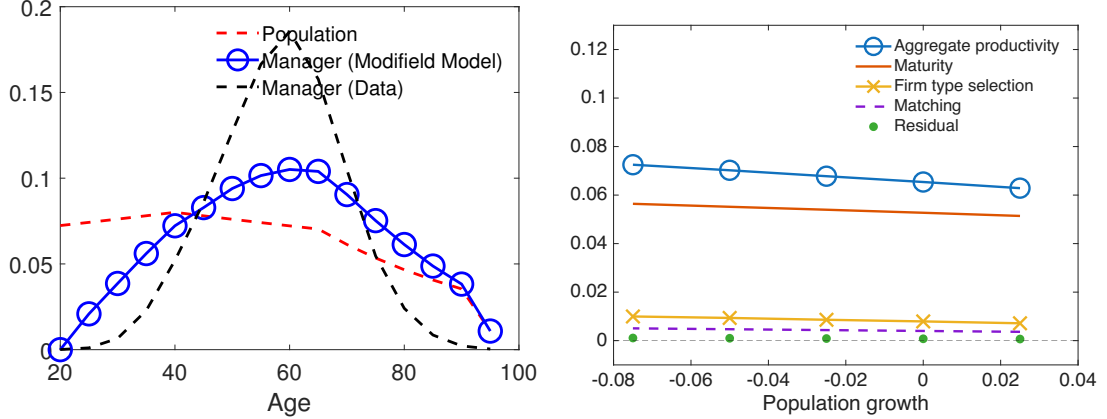 0.2
0.15
0.1
0.05
0
20
40
60
80
100
Age
Population
Manager (Modifield Model)
Manager (Data)
0.12
0.1
0.08
0.06
0.04
0.02
0
-0.08
-0.06
-0.04
-0.02
0
0.02
0.04
Population growth
Aggregate productivity
Maturity
Firm type selection
Matching
Residual